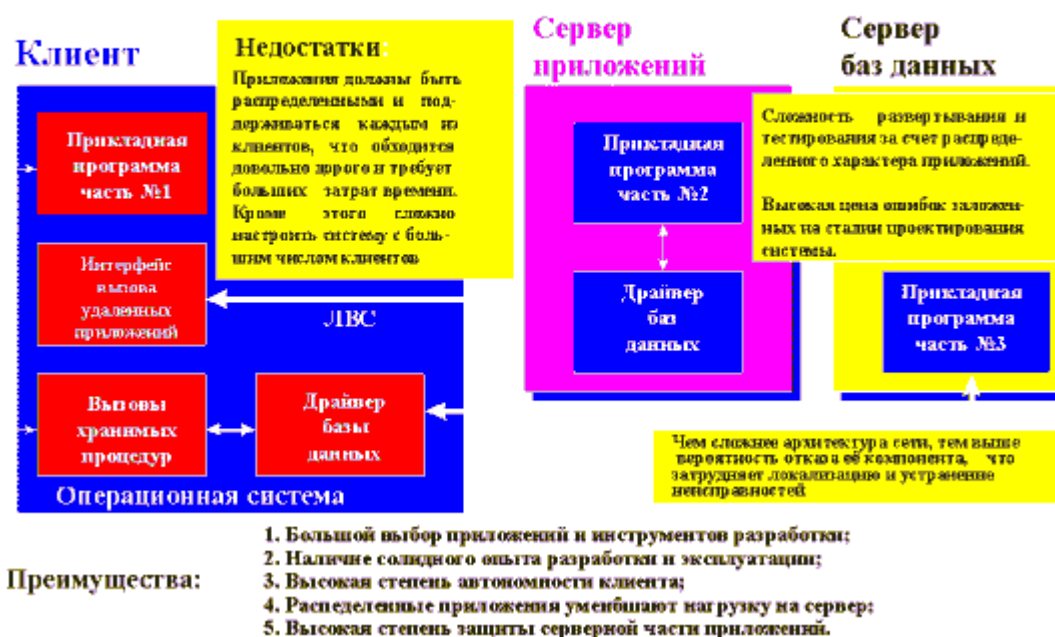 Клиент
Недостатки:
Приложения должны быть
распределенными и под-
держиваться каждым из
клиентов, что обходится
довольно дорого и требует
больших затрат времени.
Кроме этого сложно
настроить систему с боль-
шим числом клиентов
Прикладная
программа
часть №1
Интерфейс
вызова
удаленных
приложений
ЛВС
Вызовы
хранимых
процедур
Драйвер
базы
данных
Операционная система
Сервер
приложений
Прикладная
программа
часть №2
Драйвер
баз
данных
Сервер
баз данных
Сложность развертывания и
тестирования за счет распреде-
ленного характера приложений.
Высокая цена ошибок заложен-
ных на стадии проектирования
системы.
Прикладная
программа
часть №3
Чем сложнее архитектура сети, тем выше
вероятность отказа её компонента, что
затрудняет локализацию и устранение
неисправностей
Преимущества:
1. Большой выбор приложений и инструментов разработки;
2. Наличие солидного опыта разработки и эксплуатации;
3. Высокая степень автономности клиента;
4. Распеделенные приложения уменбшают нагрузку на сервер;
5. Высокая степень защиты серверной части приложений.